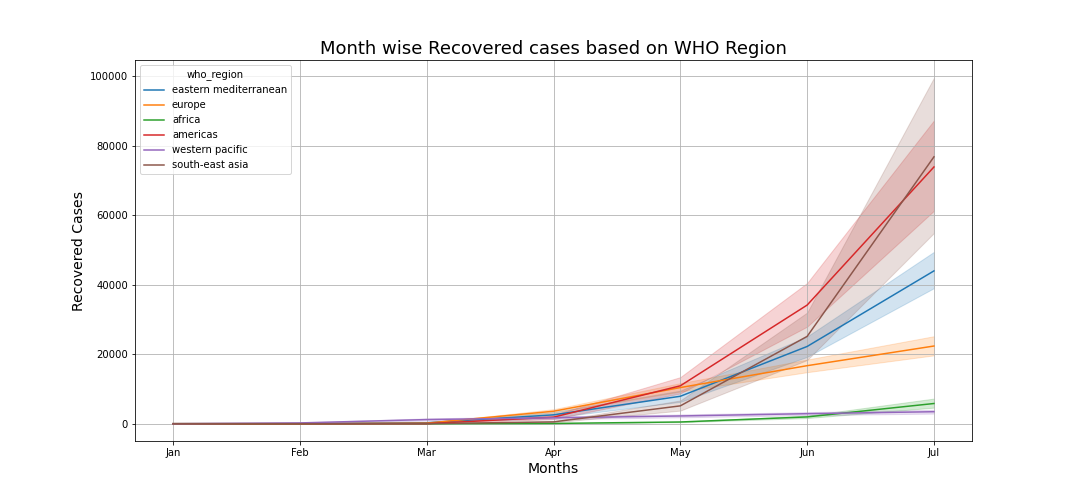 Month wise Recovered cases based on WHO Region
who_region
eastern mediterranean
europe
africa
americas
western pacific
south-east asia
100000
80000
60000
40000
20000
0
Recovered Cases
Jan Feb Mar Apr May Jun Jul
Months